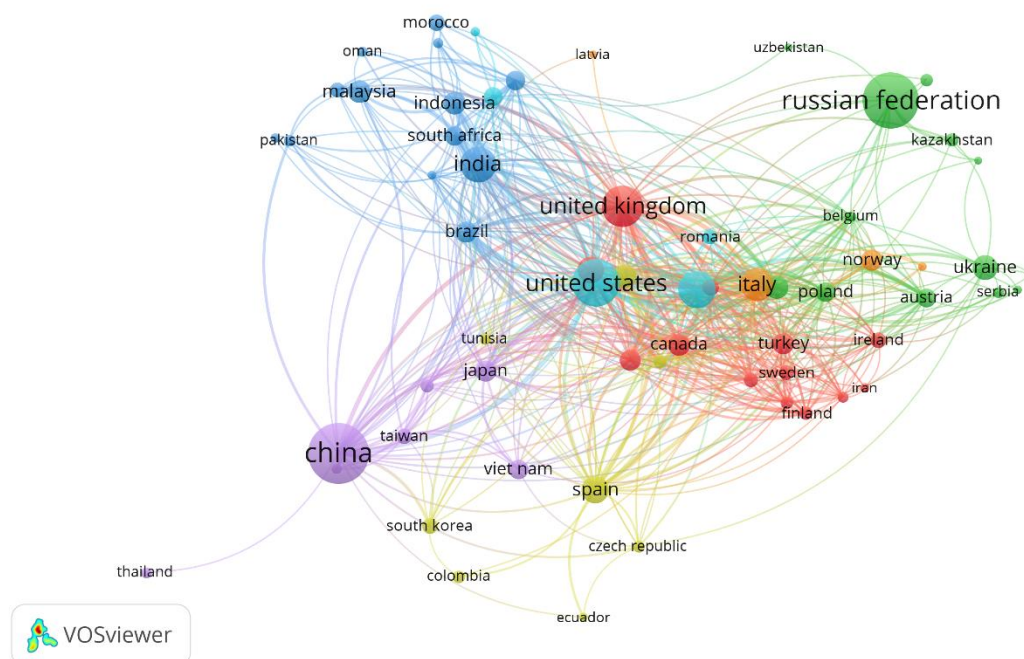 morocco
oman
latvia
uzbekistan
malaysia
indonesia
russian federation
south africa
pakistan
kazakhstan
india
united kingdom
belgium
brazil
romania
norway
ukraine
united states
italy
poland
austria
serbia
tunisia
canada
turkey
ireland
japan
sweden
iran
finland
taiwan
china
viet nam
spain
south korea
czech republic
thailand
colombia
ecuador
VOSviewer